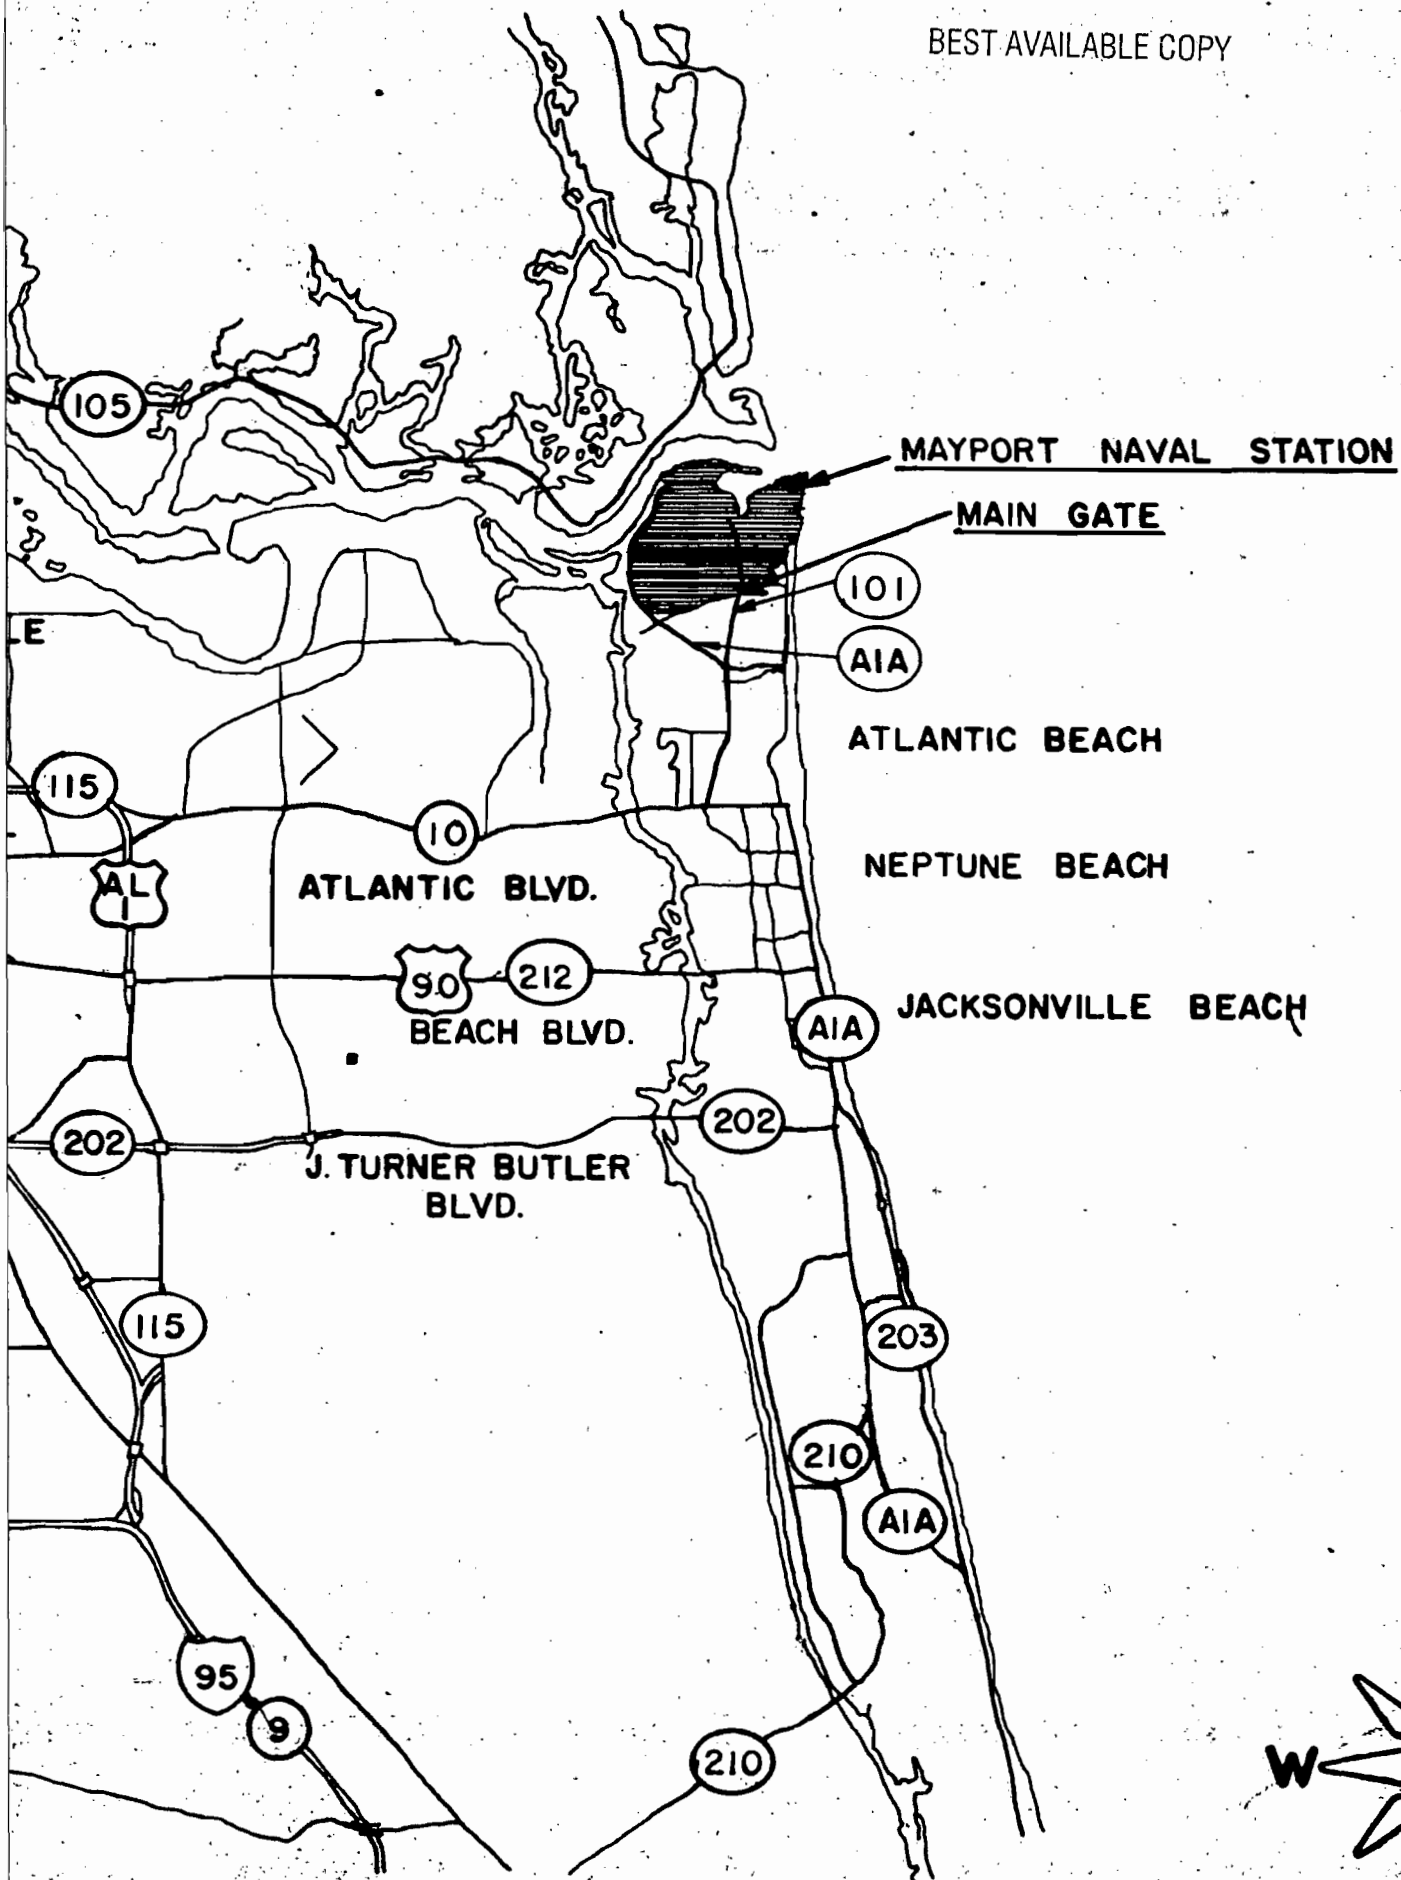 BEST AVAILABLE COPY
105
MAYPORT NAVAL STATION
MAIN GATE
101
LE
A1A
ATLANTIC BEACH
115
10
NEPTUNE BEACH
AL
1
ATLANTIC BLVD.
90
212
JACKSONVILLE BEACH
A1A
BEACH BLVD.
202
202
J. TURNER BUTLER
BLVD.
115
203
210
A1A
95
9
210
W